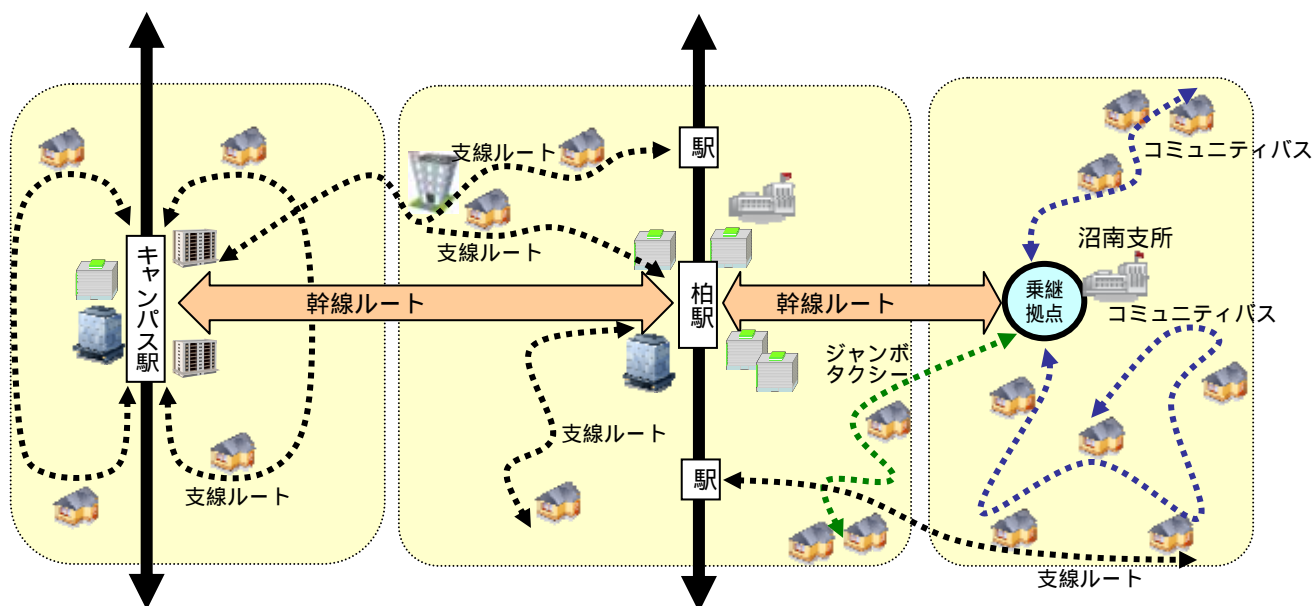 支線ルート
駅
コミュニティバス
支線ルート
沼南支所
キャンパス駅
幹線ルート
柏駅
幹線ルート
乗継
拠点
コミュニティバス
ジャンボ
タクシー
支線ルート
駅
支線ルート
支線ルート